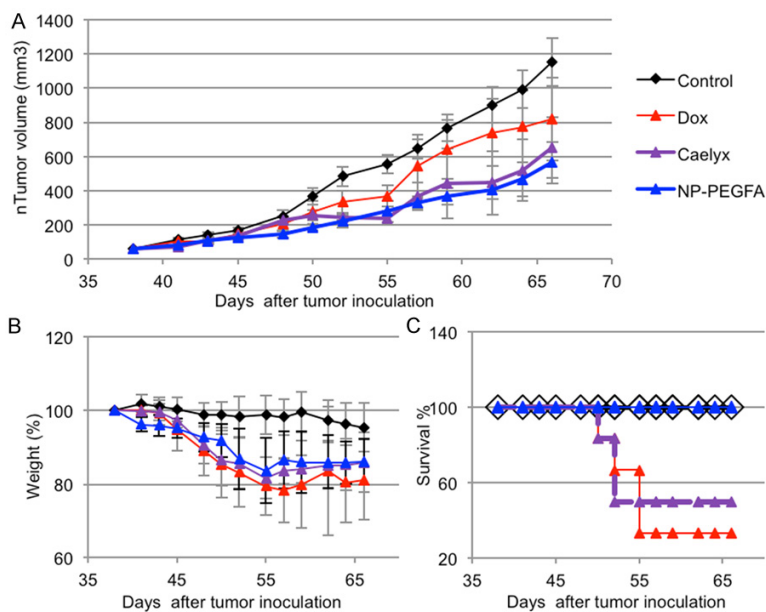 A
nTumor volume (mm3)
1400
1200
1000
800
600
400
200
0
35 40 45 50 55 60 65 70
Days after tumor inoculation
Control
Dox
Caelyx
NP-PEGFA
B
Weight (%)
120
100
80
60
35 45 55 65
Days after tumor inoculation
C
Survival %
140
100
60
20
35 45 55 65
Days after tumor inoculation